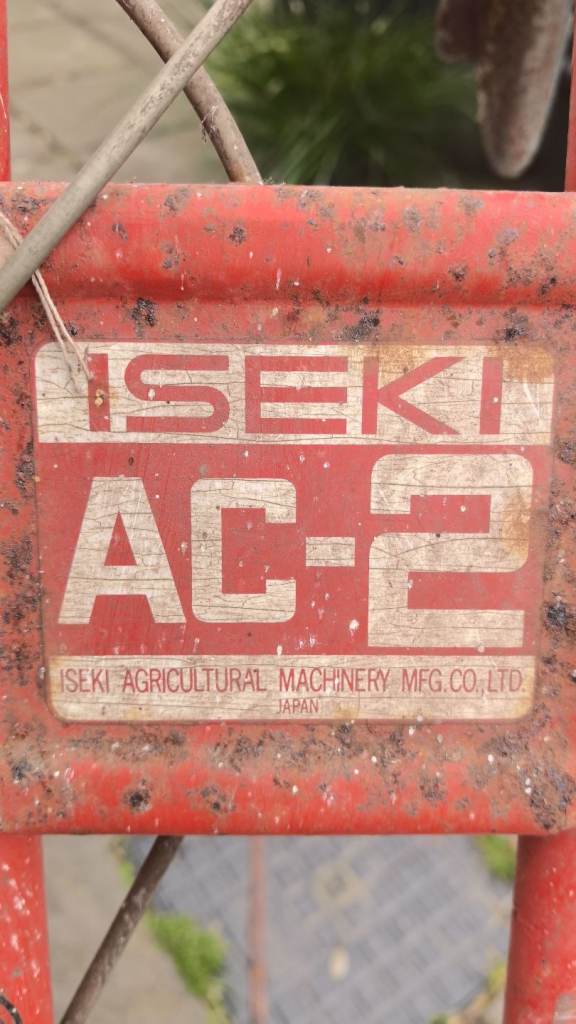 ISEKI
AC-2
ISEKI AGRICULTURAL MACHINERY MFG.CO.,LTD.
JAPAN